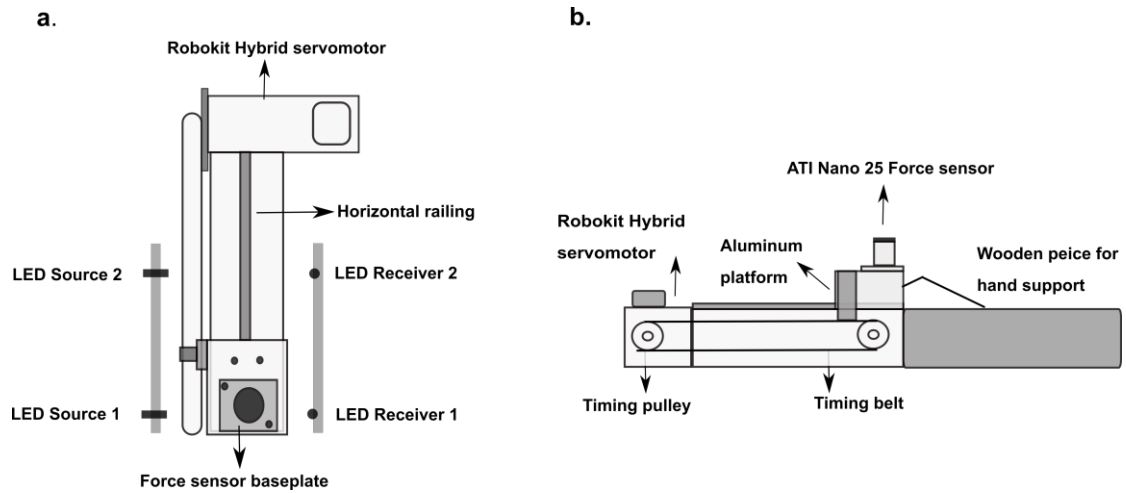 a.
Robokit Hybrid servomotor
Horizontal railing
LED Source 2
LED Receiver 2
LED Source 1
LED Receiver 1
Force sensor baseplate
b.
ATI Nano 25 Force sensor
Robokit Hybrid
servomotor
Aluminum
platform
Wooden peice for
hand support
Timing pulley
Timing belt